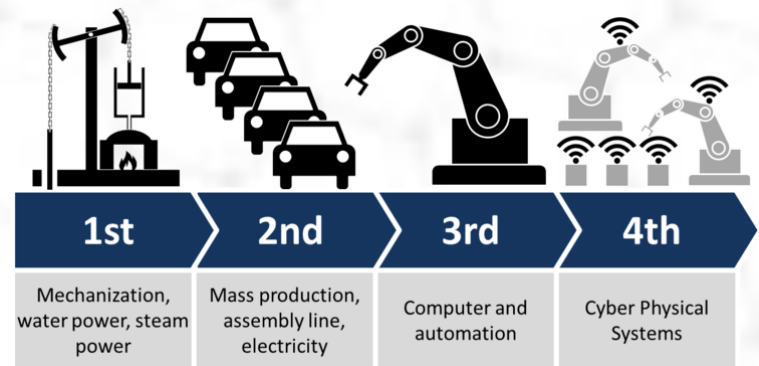 1st
2nd
3rd
4th
Mechanization,
water power, steam
power
Mass production,
assembly line,
electricity
Computer and
automation
Cyber Physical
Systems